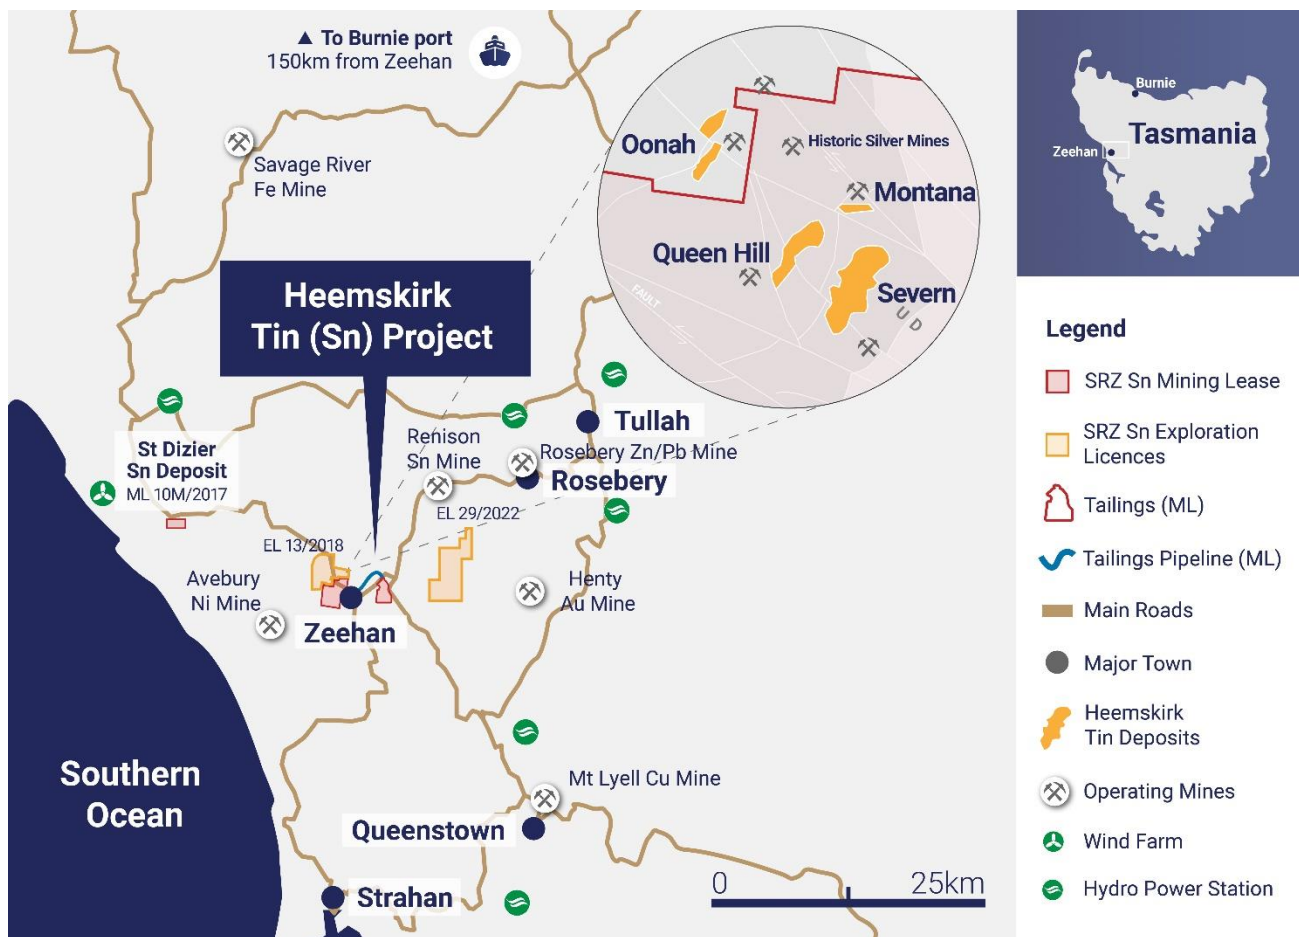 ▲ To Burnie port
150km from Zeehan
Savage River
Fe Mine
Heemskirk
Tin (Sn) Project
Oonah
Historic Silver Mines
Montana
Queen Hill
Severn
FAULT
U D
St Dizier
Sn Deposit
ML 10M/2017
Renison
Sn Mine
Tullah
Rosebery Zn/Pb Mine
Rosebery
EL 29/2022
EL 13/2018
Avebury
Ni Mine
Henty
Au Mine
Zeehan
Southern
Ocean
Mt Lyell Cu Mine
Queenstown
Strahan
0 25km
Burnie
Tasmania
Zeehan
Legend
SRZ Sn Mining Lease
SRZ Sn Exploration
Licences
Tailings (ML)
Tailings Pipeline (ML)
Main Roads
Major Town
Heemskirk
Tin Deposits
Operating Mines
Wind Farm
Hydro Power Station